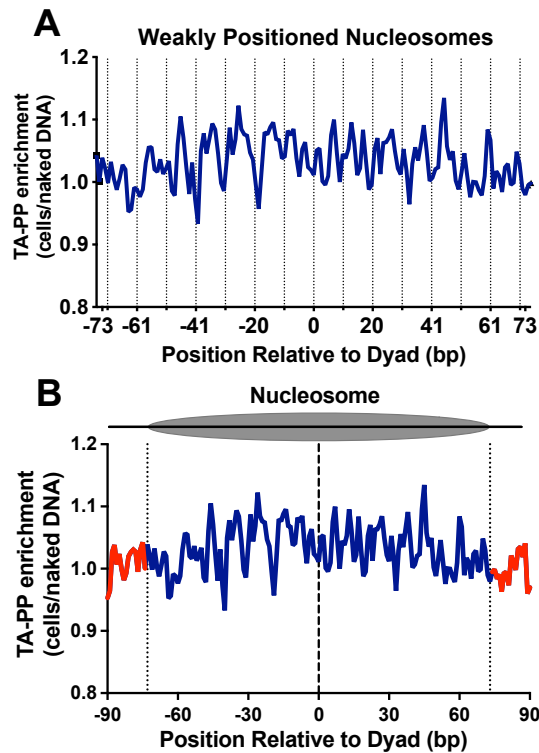 A
Weakly Positioned Nucleosomes
TA-PP enrichment
(cells/naked DNA)
1.2
1.1
1.0
0.9
0.8
-73 -61 -41 -20 0 20 41 61 73
Position Relative to Dyad (bp)
B
Nucleosome
TA-PP enrichment
(cells/naked DNA)
1.2
1.1
1.0
0.9
0.8
-90 -60 -30 0 30 60 90
Position Relative to Dyad (bp)